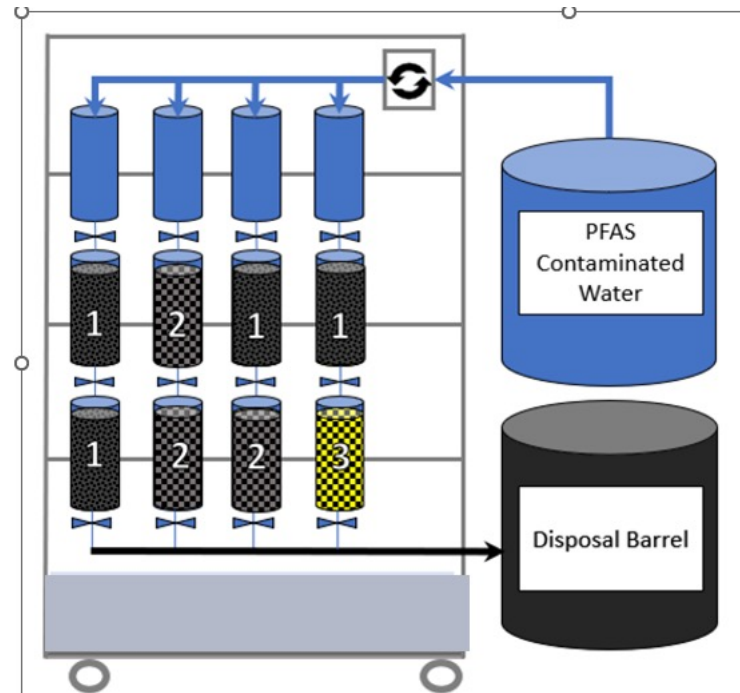 PFAS
Contaminated
Water
1 2 1 1
1 2 2 3
Disposal Barrel